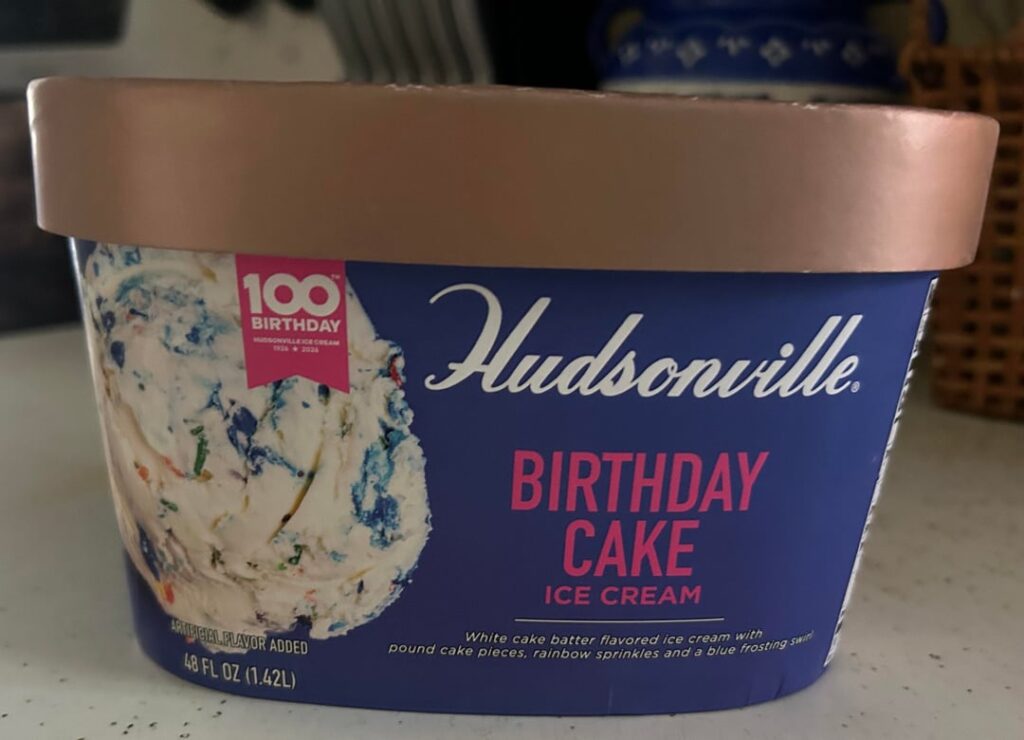 100™
BIRTHDAY
HUDSONVILLE ICE CREAM
1926 ★ 2026
Hudsonville®
BIRTHDAY
CAKE
ICE CREAM
White cake batter flavored ice cream with
pound cake pieces, rainbow sprinkles and a blue frosting swirl
ARTIFICIAL FLAVOR ADDED
48 FL OZ (1.42L)